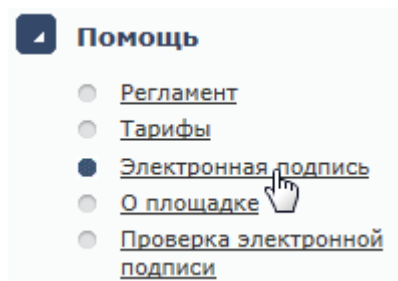 Помощь
Регламент
Тарифы
Электронная подпись
О площадке
Проверка электронной
подписи